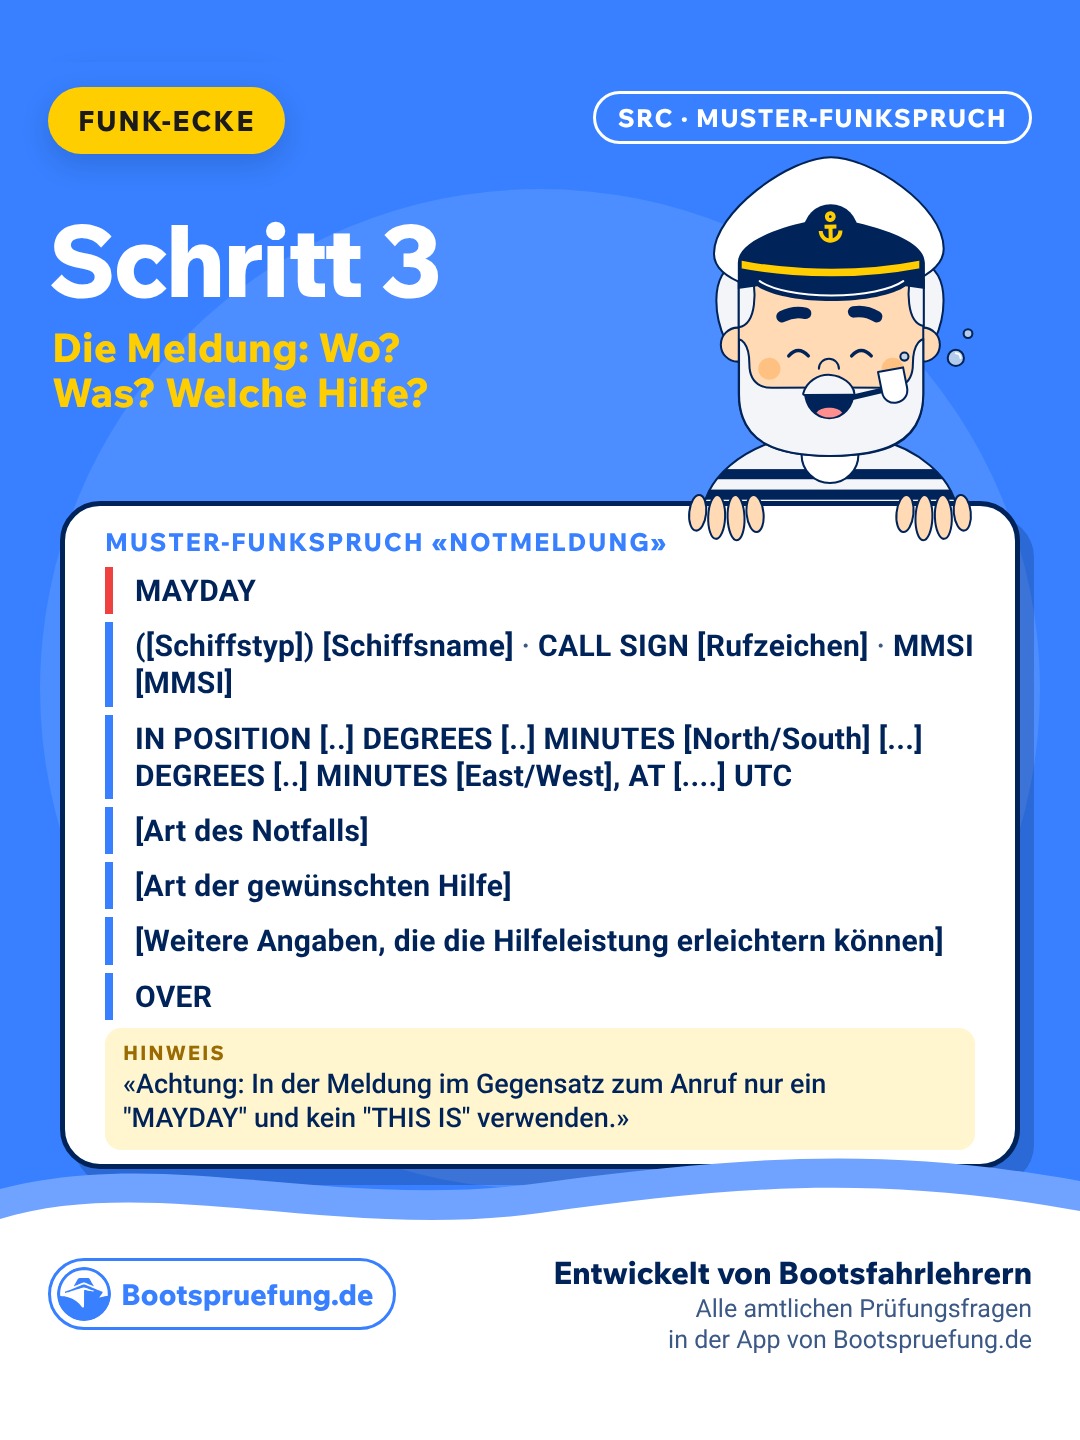 FUNK-ECKE
SRC · MUSTER-FUNKSPRUCH
Schritt 3
Die Meldung: Wo?
Was? Welche Hilfe?
MUSTER-FUNKSPRUCH «NOTMELDUNG»
MAYDAY
([Schiffstyp]) [Schiffsname] · CALL SIGN [Rufzeichen] · MMSI
[MMSI]
IN POSITION [..] DEGREES [..] MINUTES [North/South] [...]
DEGREES [..] MINUTES [East/West], AT [....] UTC
[Art des Notfalls]
[Art der gewünschten Hilfe]
[Weitere Angaben, die die Hilfeleistung erleichtern können]
OVER
HINWEIS
«Achtung: In der Meldung im Gegensatz zum Anruf nur ein
"MAYDAY" und kein "THIS IS" verwenden.»
Bootspruefung.de
Entwickelt von Bootsfahrlehrern
Alle amtlichen Prüfungsfragen
in der App von Bootspruefung.de